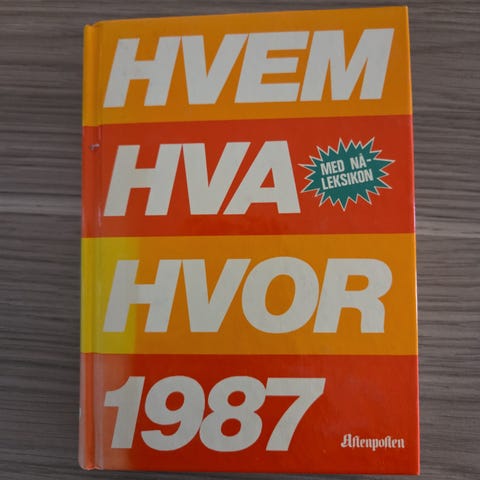 HVEM
HVA
MED NÅ-
LEKSIKON
HVOR
1987
Aftenposten